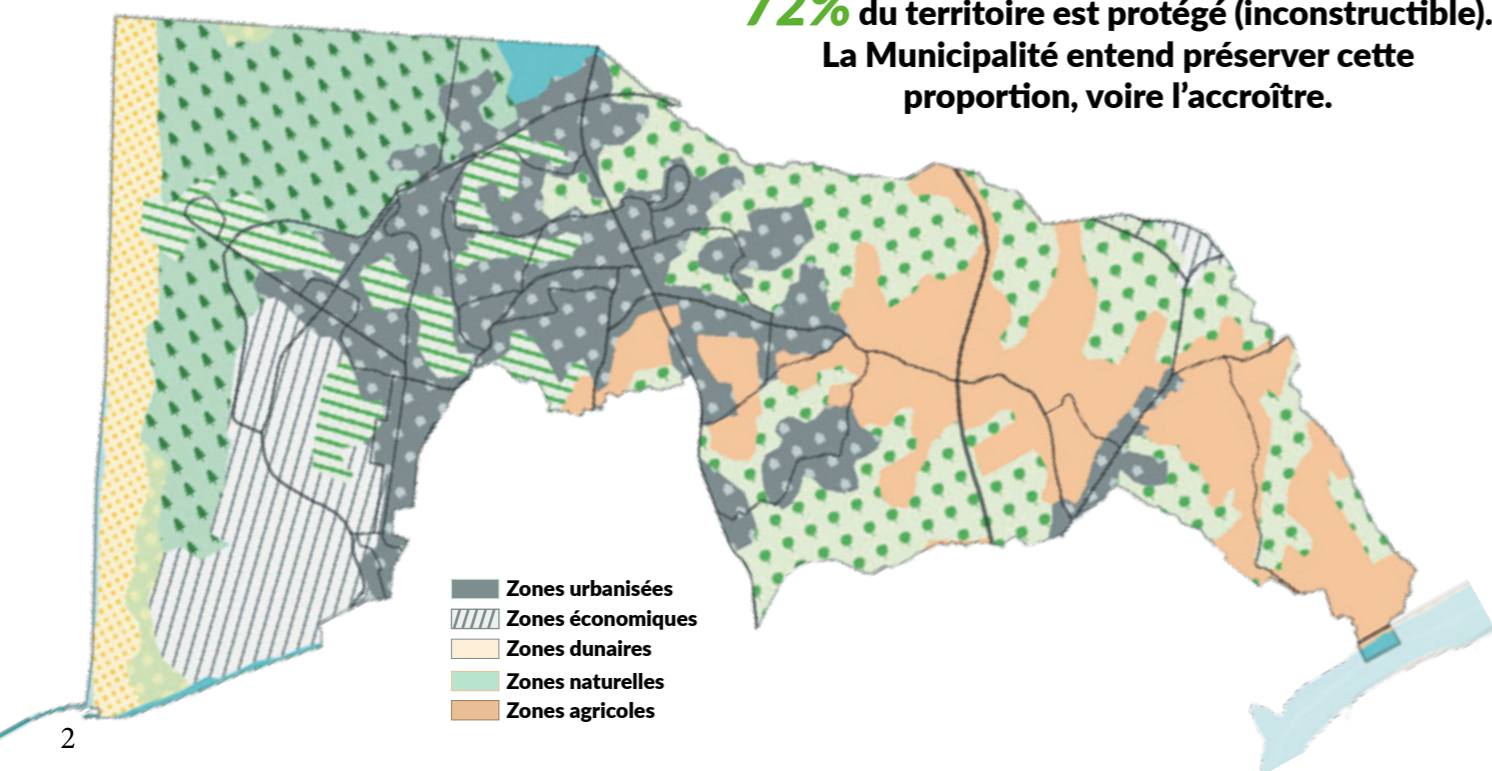 72% du territoire est protégé (inconstructible).
La Municipalité entend préserver cette
proportion, voire l’accroître.
Zones urbanisées
Zones économiques
Zones dunaires
Zones naturelles
Zones agricoles
2